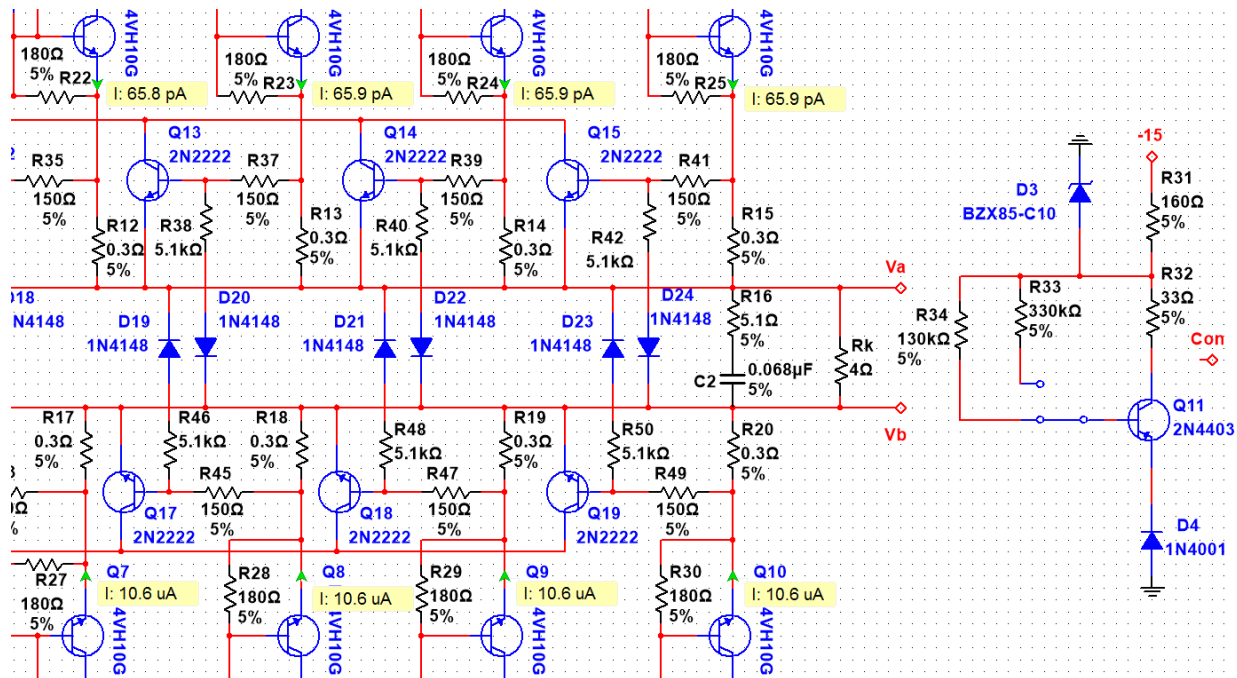 4VH10G
4VH10G
4VH10G
4VH10G
180Ω
5%
R22
180Ω
5%
R23
180Ω
5%
R24
180Ω
5%
R25
I: 65.8 pA
I: 65.9 pA
I: 65.9 pA
I: 65.9 pA
Q13
2N2222
Q14
2N2222
Q15
2N2222
R35
150Ω
5%
R37
150Ω
5%
R39
150Ω
5%
R41
150Ω
5%
R12
0.3Ω
5%
R38
5.1kΩ
R13
0.3Ω
5%
R40
5.1kΩ
R14
0.3Ω
5%
R42
5.1kΩ
R15
0.3Ω
5%
-15
R31
160Ω
5%
D3
BZX85-C10
Va
D18
1N4148
D19
1N4148
D20
1N4148
D21
1N4148
D22
1N4148
D23
1N4148
D24
1N4148
R16
5.1Ω
5%
C2
0.068µF
5%
Rk
4Ω
R34
130kΩ
5%
R33
330kΩ
5%
R32
33Ω
5%
Con
Vb
Q11
2N4403
R17
0.3Ω
5%
R46
5.1kΩ
R18
0.3Ω
5%
R48
5.1kΩ
R19
0.3Ω
5%
R50
5.1kΩ
R20
0.3Ω
5%
R45
150Ω
5%
R47
150Ω
5%
R49
150Ω
5%
Q17
2N2222
Q18
2N2222
Q19
2N2222
D4
1N4001
R27
180Ω
5%
Q7
I: 10.6 uA
4VH10G
R28
180Ω
5%
Q8
I: 10.6 uA
4VH10G
R29
180Ω
5%
Q9
I: 10.6 uA
4VH10G
R30
180Ω
5%
Q10
I: 10.6 uA
4VH10G